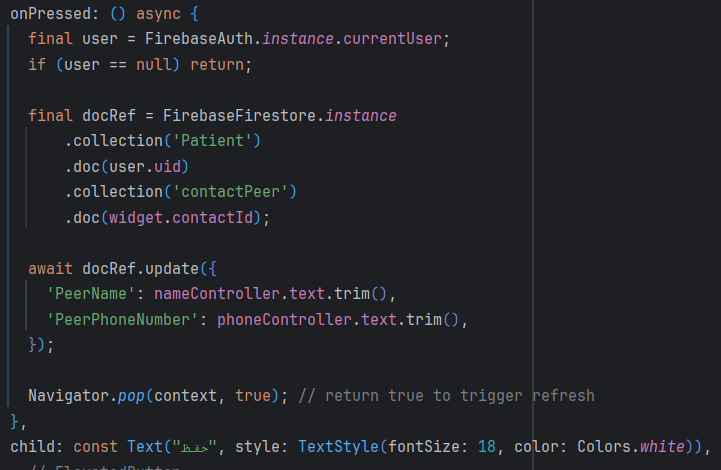 onPressed: () async {
final user = FirebaseAuth.instance.currentUser;
if (user == null) return;
final docRef = FirebaseFirestore.instance
.collection('Patient')
.doc(user.uid)
.collection('contactPeer')
.doc(widget.contactId);
await docRef.update({
'PeerName': nameController.text.trim(),
'PeerPhoneNumber': phoneController.text.trim(),
});
Navigator.pop(context, true); // return true to trigger refresh
},
child: const Text("حفظ", style: TextStyle(fontSize: 18, color: Colors.white)),
// ElevatedButton